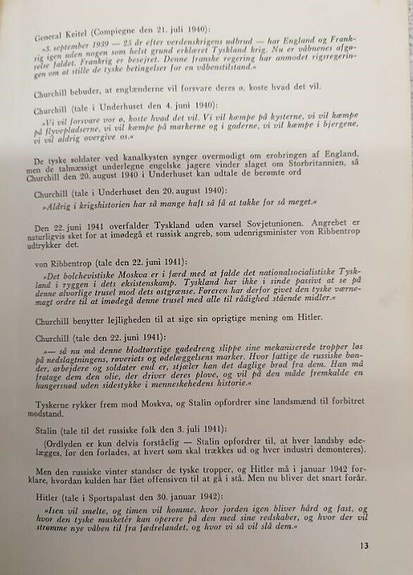 General Keitel (Compiegne den 21. juli 1940):
»3. september 1939 — 25 år efter verdenskrigens udbrud — har England og Frank-
rig igen uden nogen som helst grund erklæret Tyskland krig. Nu er våbnenes afgø-
relse faldet. Frankrig er besejret. Denne franske regering har anmodet rigsregerin-
gen om at stille de tyske betingelser for en våbenstilstand.«
Churchill bebuder, at englænderne vil forsvare deres ø, koste hvad det vil.
Churchill (tale i Underhuset den 4. juni 1940):
»Vi vil forsvare vor ø, koste hvad det vil. Vi vil kæmpe på kysterne, vi vil kæmpe
på flyvepladserne, vi vil kæmpe på markerne og i gaderne, vi vil kæmpe i bjergene,
vi vil aldrig overgive os.«
De tyske soldater ved kanalkysten synger overmodigt om erobringen af England,
men de talmæssigt underlegne engelske jagere vinder slaget om Storbritannien, så
Churchill den 20. august 1940 i Underhuset kan udtale de berømte ord
Churchill (tale i Underhuset den 20. august 1940):
»Aldrig i krigshistorien har så mange haft så få at takke for så meget.«
Den 22. juni 1941 overfalder Tyskland uden varsel Sovjetunionen. Angrebet er
naturligvis sket for at imødegå et russisk angreb, som udenrigsminister von Ribbentrop
udtrykker det.
von Ribbentrop (tale den 22. juni 1941):
»Det bolchevistiske Moskva er i færd med at falde det nationalsocialistiske Tysk-
land i ryggen i dets eksistenskamp. Tyskland har ikke i sinde passivt at se på
denne alvorlige trusel mod dets østgrænse. Føreren har derfor givet den tyske værne-
magt ordre til at imødegå denne trusel med alle til rådighed stående midler.«
Churchill benytter lejligheden til at sige sin oprigtige mening om Hitler.
Churchill (tale den 22. juni 1941):
»— så nu må denne blodtørstige gadedreng slippe sine mekaniserede tropper løs
på nedslagtningens, røveriets og ødelæggelsens marker. Hvor fattige de russiske bøn-
der, arbejdere og soldater end er, stjæler han det daglige brød fra dem. Han må
fratage dem den olie, der driver deres plove, og vil på den måde fremkalde en
hungersnød uden sidestykke i menneskehedens historie.«
Tyskerne rykker frem mod Moskva, og Stalin opfordrer sine landsmænd til forbitret
modstand.
Stalin (tale til det russiske folk den 3. juli 1941):
(Ordlyden er kun delvis forståelig — Stalin opfordrer til, at hver landsby øde-
lægges, før den forlades, at hvert søm skal trækkes ud og hver industri demonteres).
Men den russiske vinter standser de tyske tropper, og Hitler må i januar 1942 for-
klare, hvordan kulden har fået offensiven til at gå i stå. Men nu bliver det snart forår.
Hitler (tale i Sportspalast den 30. januar 1942):
»Isen vil smelte, og timen vil komme, hvor jorden igen bliver hård og fast, og
hvor den tyske musketér kan operere på den med sine redskaber, og hvor der vil
strømme nye våben til fra fædrelandet, og hvor vi så vil slå dem.«
13